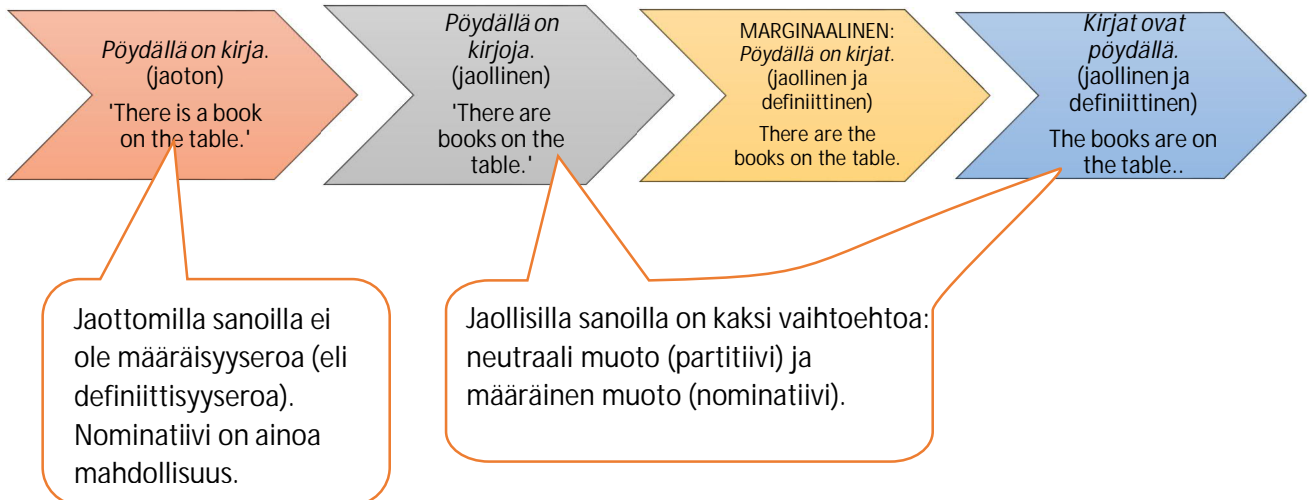 Pöydällä on kirja.
(jaoton)
'There is a book
on the table.'
Pöydällä on
kirjoja.
(jaollinen)
'There are
books on the
table.'
MARGINAALINEN:
Pöydällä on kirjat.
(jaollinen ja
definiittinen)
There are the
books on the table.
Kirjat ovat
pöydällä.
(jaollinen ja
definiittinen)
The books are on
the table..
Jaottomilla sanoilla ei
ole määräisyyseroa (eli
definiittisyyseroa).
Nominatiivi on ainoa
mahdollisuus.
Jaollisilla sanoilla on kaksi vaihtoehtoa:
neutraali muoto (partitiivi) ja
määräinen muoto (nominatiivi).